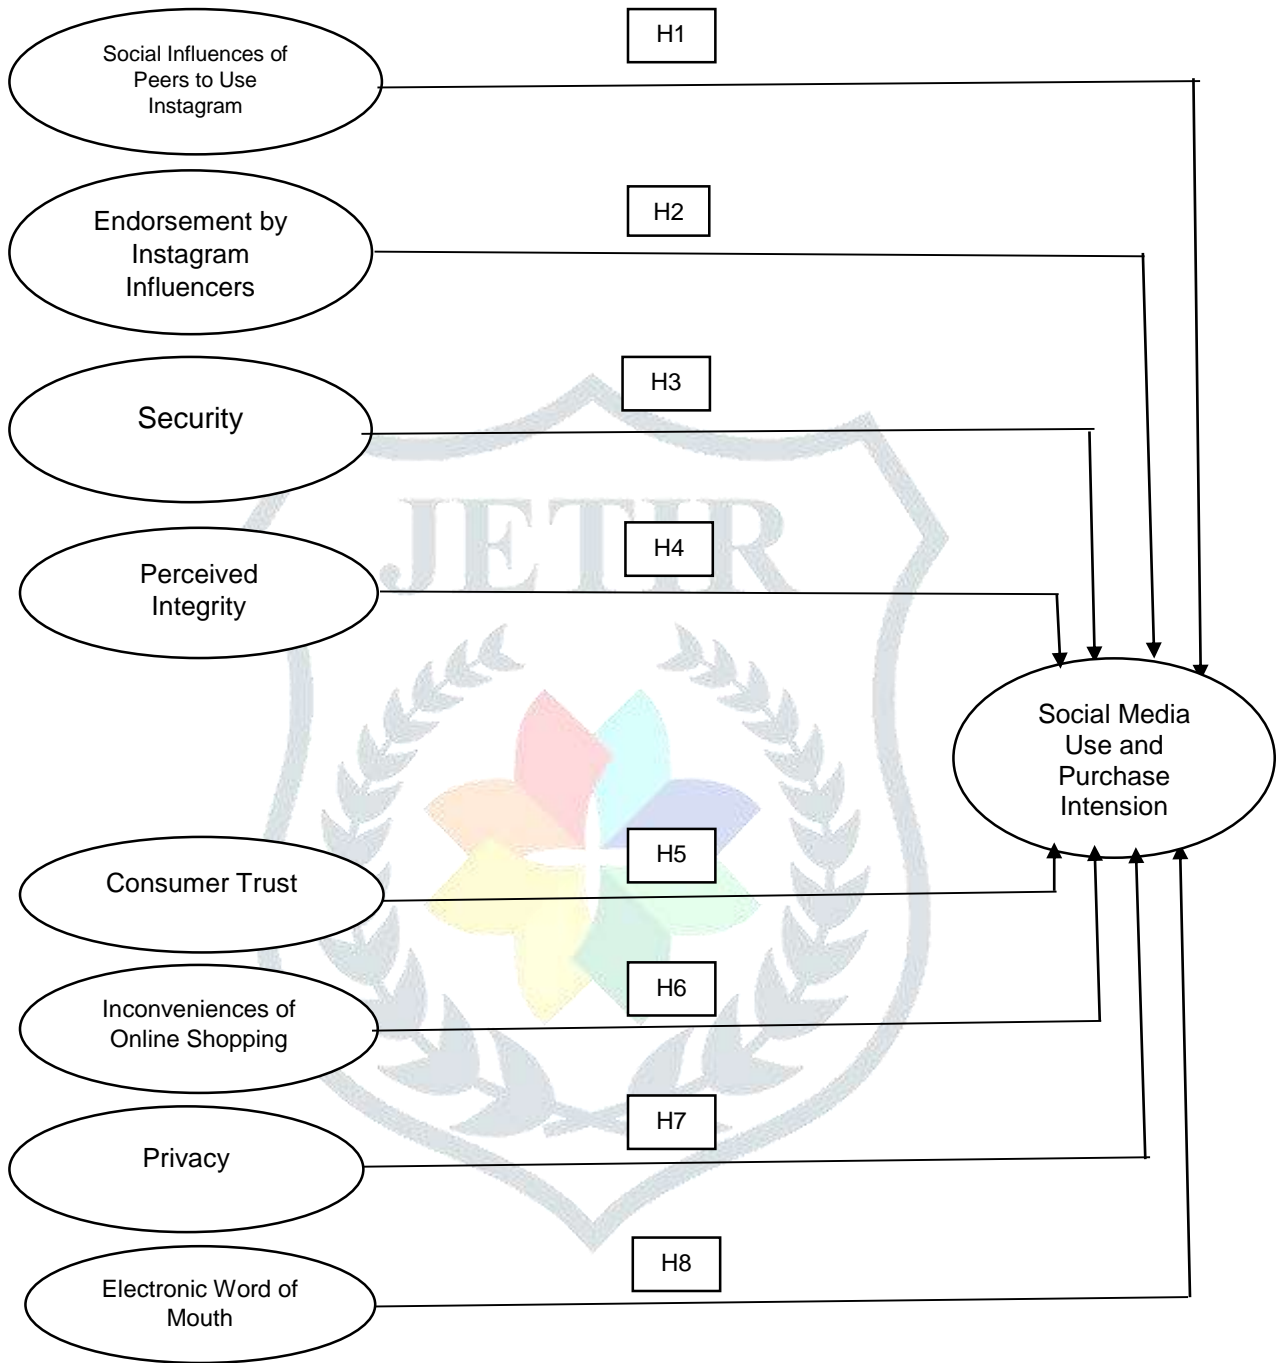 H1
Social Influences of
Peers to Use
Instagram
H2
Endorsement by
Instagram
Influencers
H3
Security
JETIR
H4
Perceived
Integrity
Social Media
Use and
Purchase
Intension
H5
Consumer Trust
H6
Inconveniences of
Online Shopping
H7
Privacy
H8
Electronic Word of
Mouth